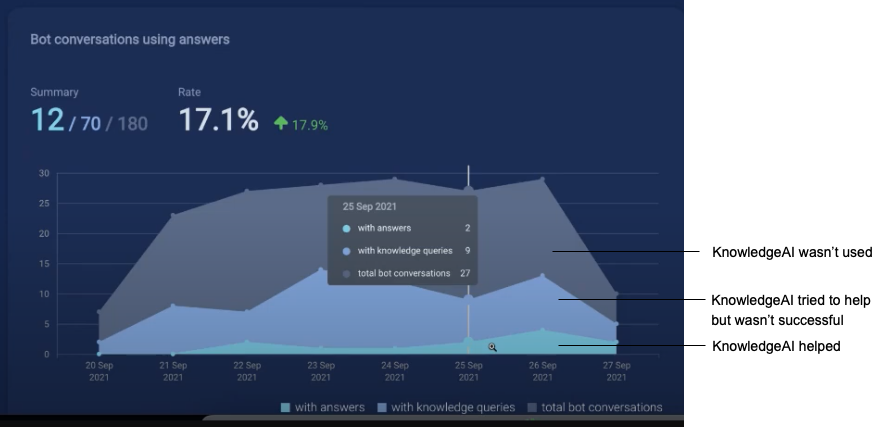 Bot conversations using answers
Summary
Rate
12 / 70 / 180
17.1%
17.9%
30
25
20
15
10
5
0
25 Sep 2021
with answers 2
with knowledge queries 9
total bot conversations 27
KnowledgeAI wasn't used
KnowledgeAI tried to help
but wasn't successful
KnowledgeAI helped
20 Sep
2021
21 Sep
2021
22 Sep
2021
23 Sep
2021
24 Sep
2021
25 Sep
2021
26 Sep
2021
27 Sep
2021
with answers
with knowledge queries
total bot conversations